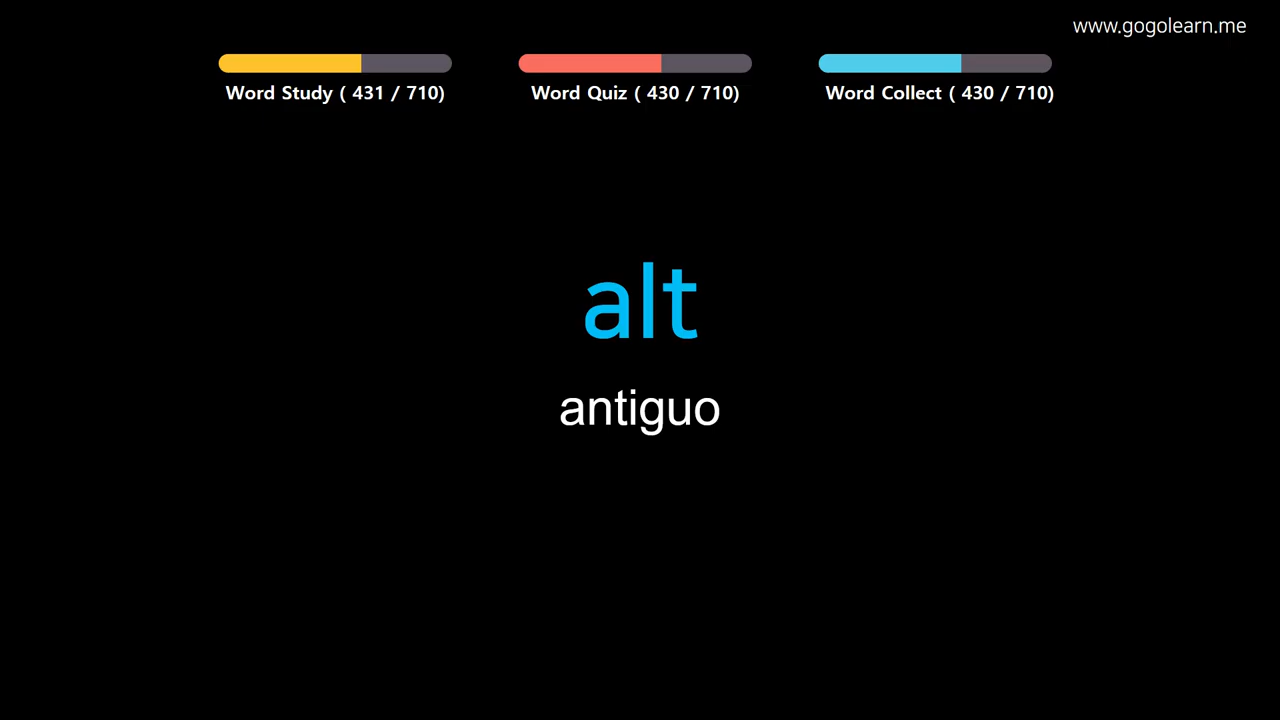 www.gogolearn.me
Word Study ( 431 / 710)
Word Quiz ( 430 / 710)
Word Collect ( 430 / 710)
alt
antiguo